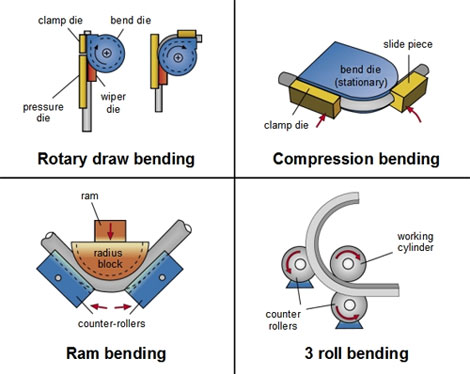 clamp die
bend die
pressure
die
wiper
die
Rotary draw bending
slide piece
bend die
(stationary)
clamp die
Compression bending
ram
radius
block
counter-rollers
Ram bending
working
cylinder
counter
rollers
3 roll bending